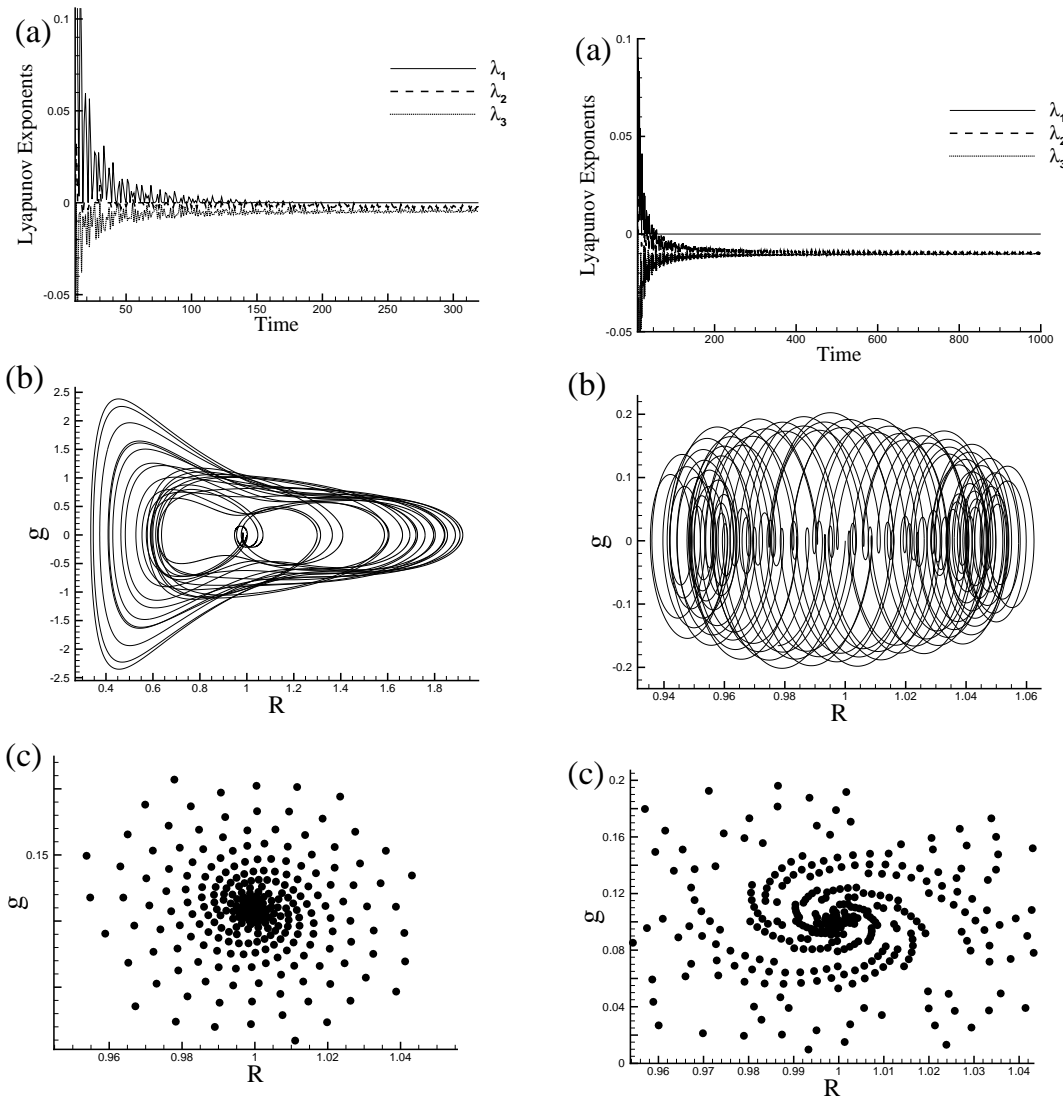 (a)
Lyapunov Exponents
0.1
0.05
0
-0.05
λ1
λ2
λ3
50
100
150
200
250
300
Time
(a)
Lyapunov Exponents
0.1
0.05
0
-0.05
λ1
λ2
λ3
200
400
600
800
1000
Time
(b)
g
2.5
2
1.5
1
0.5
0
-0.5
-1
-1.5
-2
-2.5
0.4
0.6
0.8
1
1.2
1.4
1.6
1.8
R
(b)
g
0.2
0.1
0
-0.1
-0.2
0.94
0.96
0.98
1
1.02
1.04
1.06
R
(c)
g
0.15
0.96
0.98
1
1.02
1.04
R
(c)
g
0.2
0.16
0.12
0.08
0.04
0
0.96
0.97
0.98
0.99
1
1.01
1.02
1.03
1.04
R